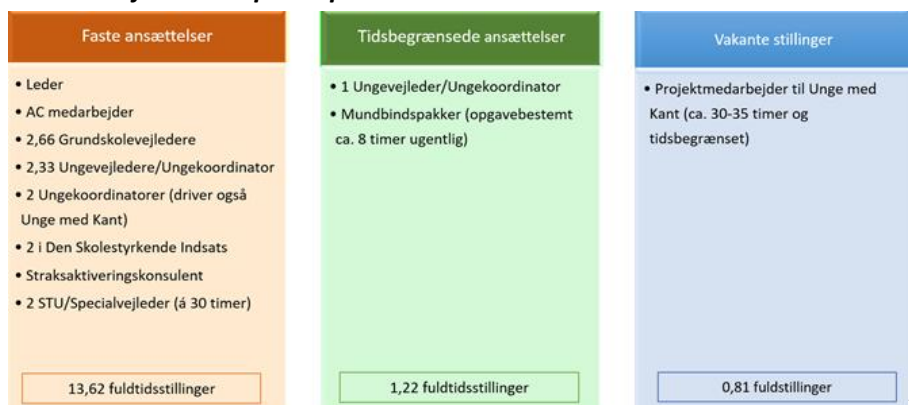 Faste ansættelser
• Leder
• AC medarbejder
• 2,66 Grundskolevejledere
• 2,33 Ungevejledere/Ungekoordinator
• 2 Ungekoordinatorer (driver også
Unge med Kant)
• 2 i Den Skolestyrkende Indsats
• Straksaktiveringskonsulent
• 2 STU/Specialvejleder (á 30 timer)
13,62 fuldtidsstillinger
Tidsbegrænsede ansættelser
• 1 Ungevejleder/Ungekoordinator
• Mundbindspakker (opgavebestemt
ca. 8 timer ugentlig)
1,22 fuldtidsstillinger
Vakante stillinger
• Projektmedarbejder til Unge med
Kant (ca. 30-35 timer og
tidsbegrænset)
0,81 fuldstillinger